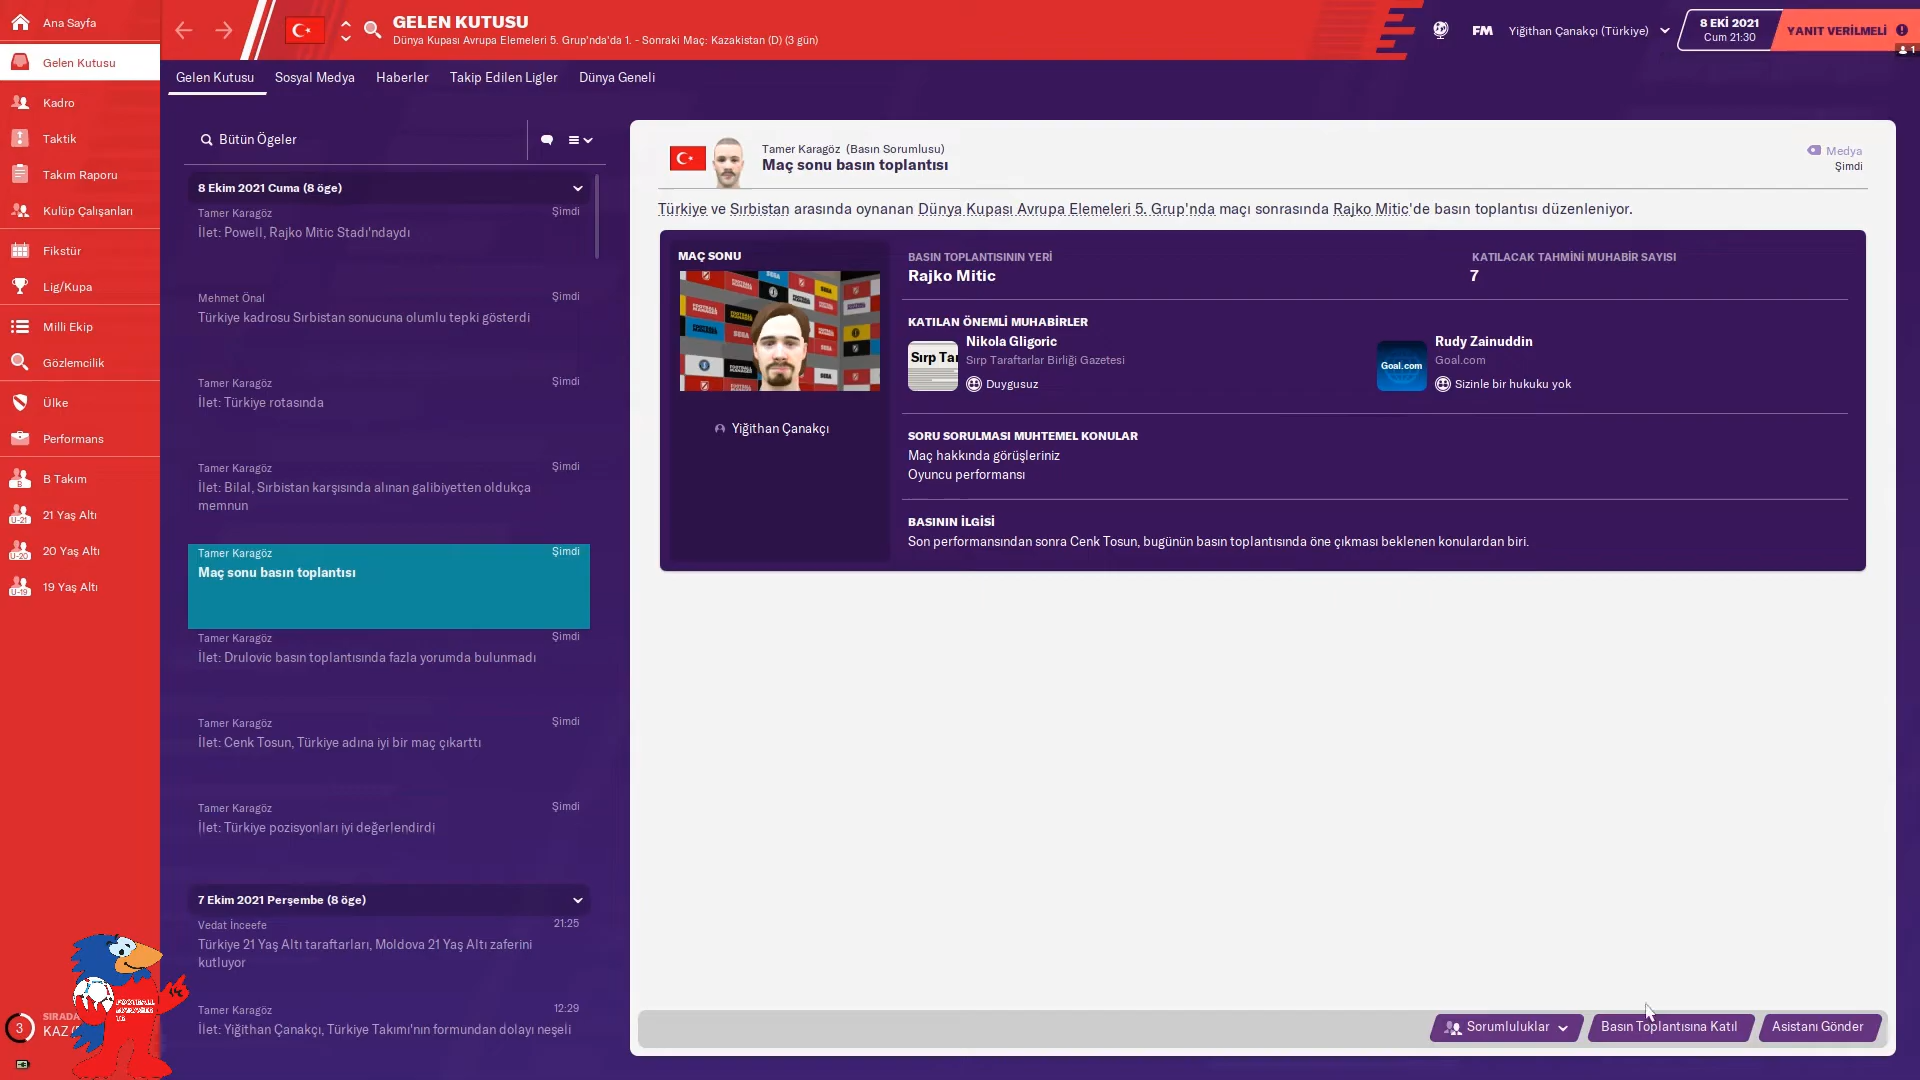 Ana Sayfa
Gelen Kutusu
Kadro
Taktik
Takım Raporu
Kulüp Çalışanları
Fikstür
Lig/Kupa
Milli Ekip
Gözlemcilik
Ülke
Performans
B Takım
21 Yaş Altı
20 Yaş Altı
19 Yaş Altı
3
GELEN KUTUSU
Dünya Kupası Avrupa Elemeleri 5. Grup'nda'da 1. - Sonraki Maç: Kazakistan (D) (3 gün)
FM
Yiğithan Çanakçı (Türkiye)
8 EKİ 2021
Cum 21:30
YANIT VERİLMELİ
1
Gelen Kutusu
Sosyal Medya
Haberler
Takip Edilen Ligler
Dünya Geneli
Bütün Ögeler
8 Ekim 2021 Cuma (8 öge)
Tamer Karagöz
Şimdi
İlet: Powell, Rajko Mitic Stadı'ndaydı
Mehmet Önal
Şimdi
Türkiye kadrosu Sırbistan sonucuna olumlu tepki gösterdi
Tamer Karagöz
Şimdi
İlet: Türkiye rotasında
Tamer Karagöz
Şimdi
İlet: Bilal, Sırbistan karşısında alınan galibiyetten oldukça
memnun
Tamer Karagöz
Şimdi
Maç sonu basın toplantısı
Tamer Karagöz
Şimdi
İlet: Drulovic basın toplantısında fazla yorumda bulunmadı
Tamer Karagöz
Şimdi
İlet: Cenk Tosun, Türkiye adına iyi bir maç çıkarttı
Tamer Karagöz
Şimdi
İlet: Türkiye pozisyonları iyi değerlendirdi
7 Ekim 2021 Perşembe (8 öge)
Vedat İnceefe
21:25
Türkiye 21 Yaş Altı taraftarları, Moldova 21 Yaş Altı zaferini
kutluyor
Tamer Karagöz
12:29
İlet: Yiğithan Çanakçı, Türkiye Takımı'nın formundan dolayı neşeli
Tamer Karagöz (Basın Sorumlusu)
Maç sonu basın toplantısı
Medya
Şimdi
Türkiye ve Sırbistan arasında oynanan Dünya Kupası Avrupa Elemeleri 5. Grup'nda maçı sonrasında Rajko Mitic'de basın toplantısı düzenleniyor.
MAÇ SONU
Yiğithan Çanakçı
BASIN TOPLANTISININ YERİ
Rajko Mitic
KATILACAK TAHMİNİ MUHABİR SAYISI
7
KATILAN ÖNEMLİ MUHABİRLER
Sırp Tar
Nikola Gligoric
Sırp Taraftarlar Birliği Gazetesi
Duygusuz
Goal.com
Rudy Zainuddin
Goal.com
Sizinle bir hukuku yok
SORU SORULMASI MUHTEMEL KONULAR
Maç hakkında görüşleriniz
Oyuncu performansı
BASININ İLGİSİ
Son performansından sonra Cenk Tosun, bugünün basın toplantısında öne çıkması beklenen konulardan biri.
Sorumluluklar
Basın Toplantısına Katıl
Asistanı Gönder